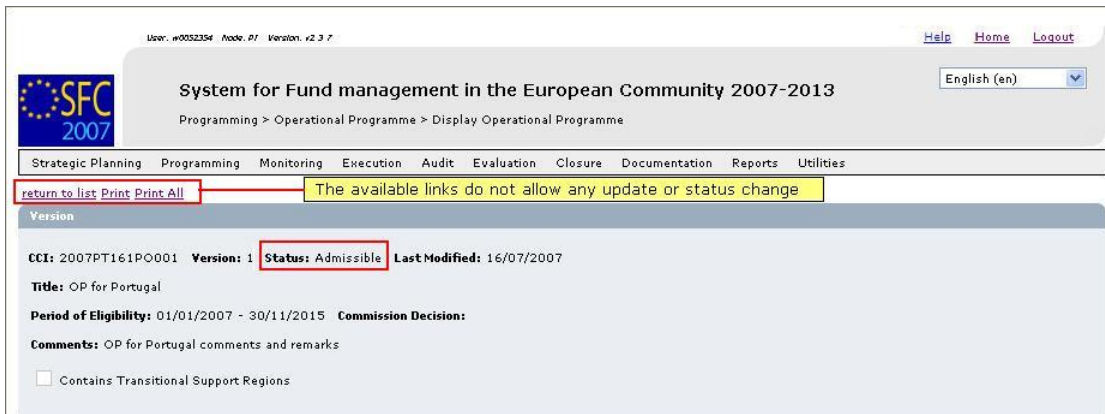 User. w0052354 Node. D1 Version. v2 3 7
Help Home Logout
English (en)
SFC
2007
System for Fund management in the European Community 2007-2013
Programming > Operational Programme > Display Operational Programme
Strategic Planning Programming Monitoring Execution Audit Evaluation Closure Documentation Reports Utilities
return to list Print Print All
The available links do not allow any update or status change
Version
CCI: 2007PT161PO001 Version: 1 Status: Admissible Last Modified: 16/07/2007
Title: OP for Portugal
Period of Eligibility: 01/01/2007 - 30/11/2015 Commission Decision:
Comments: OP for Portugal comments and remarks
Contains Transitional Support Regions